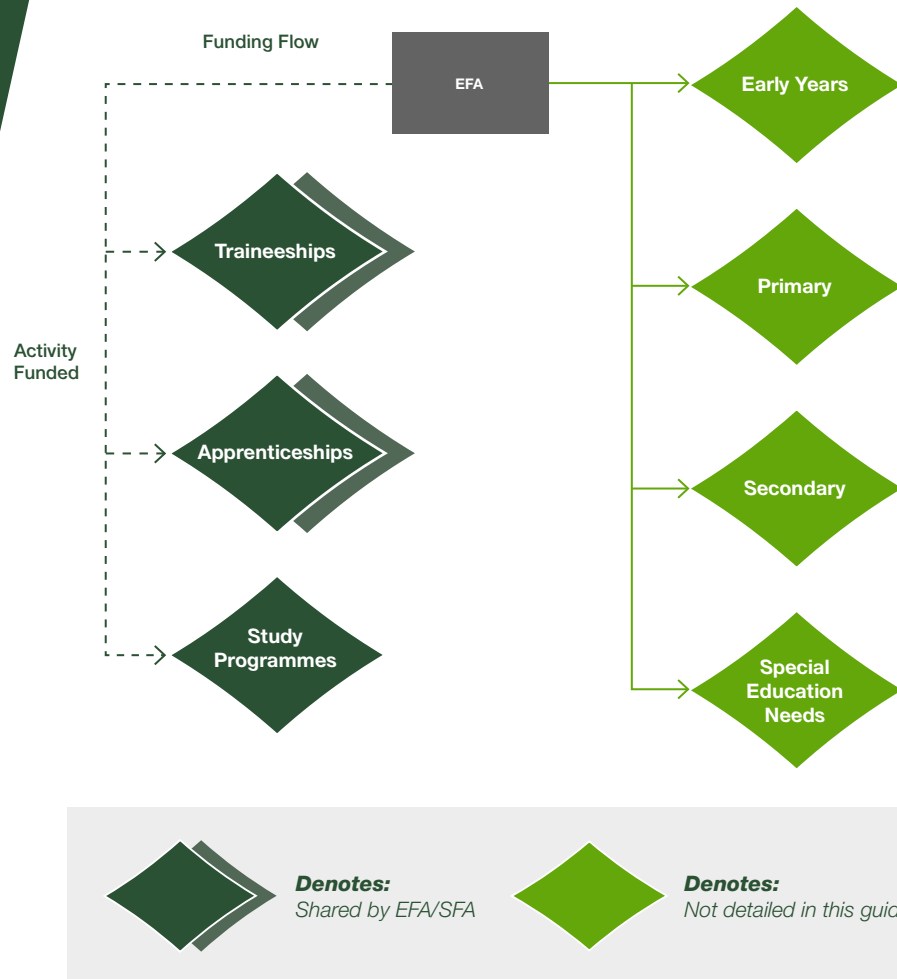 Funding Flow
EFA
Early Years
Traineeships
Primary
Activity
Funded
Apprenticeships
Secondary
Study
Programmes
Special
Education
Needs
Denotes:
Shared by EFA/SFA
Denotes:
Not detailed in this guid